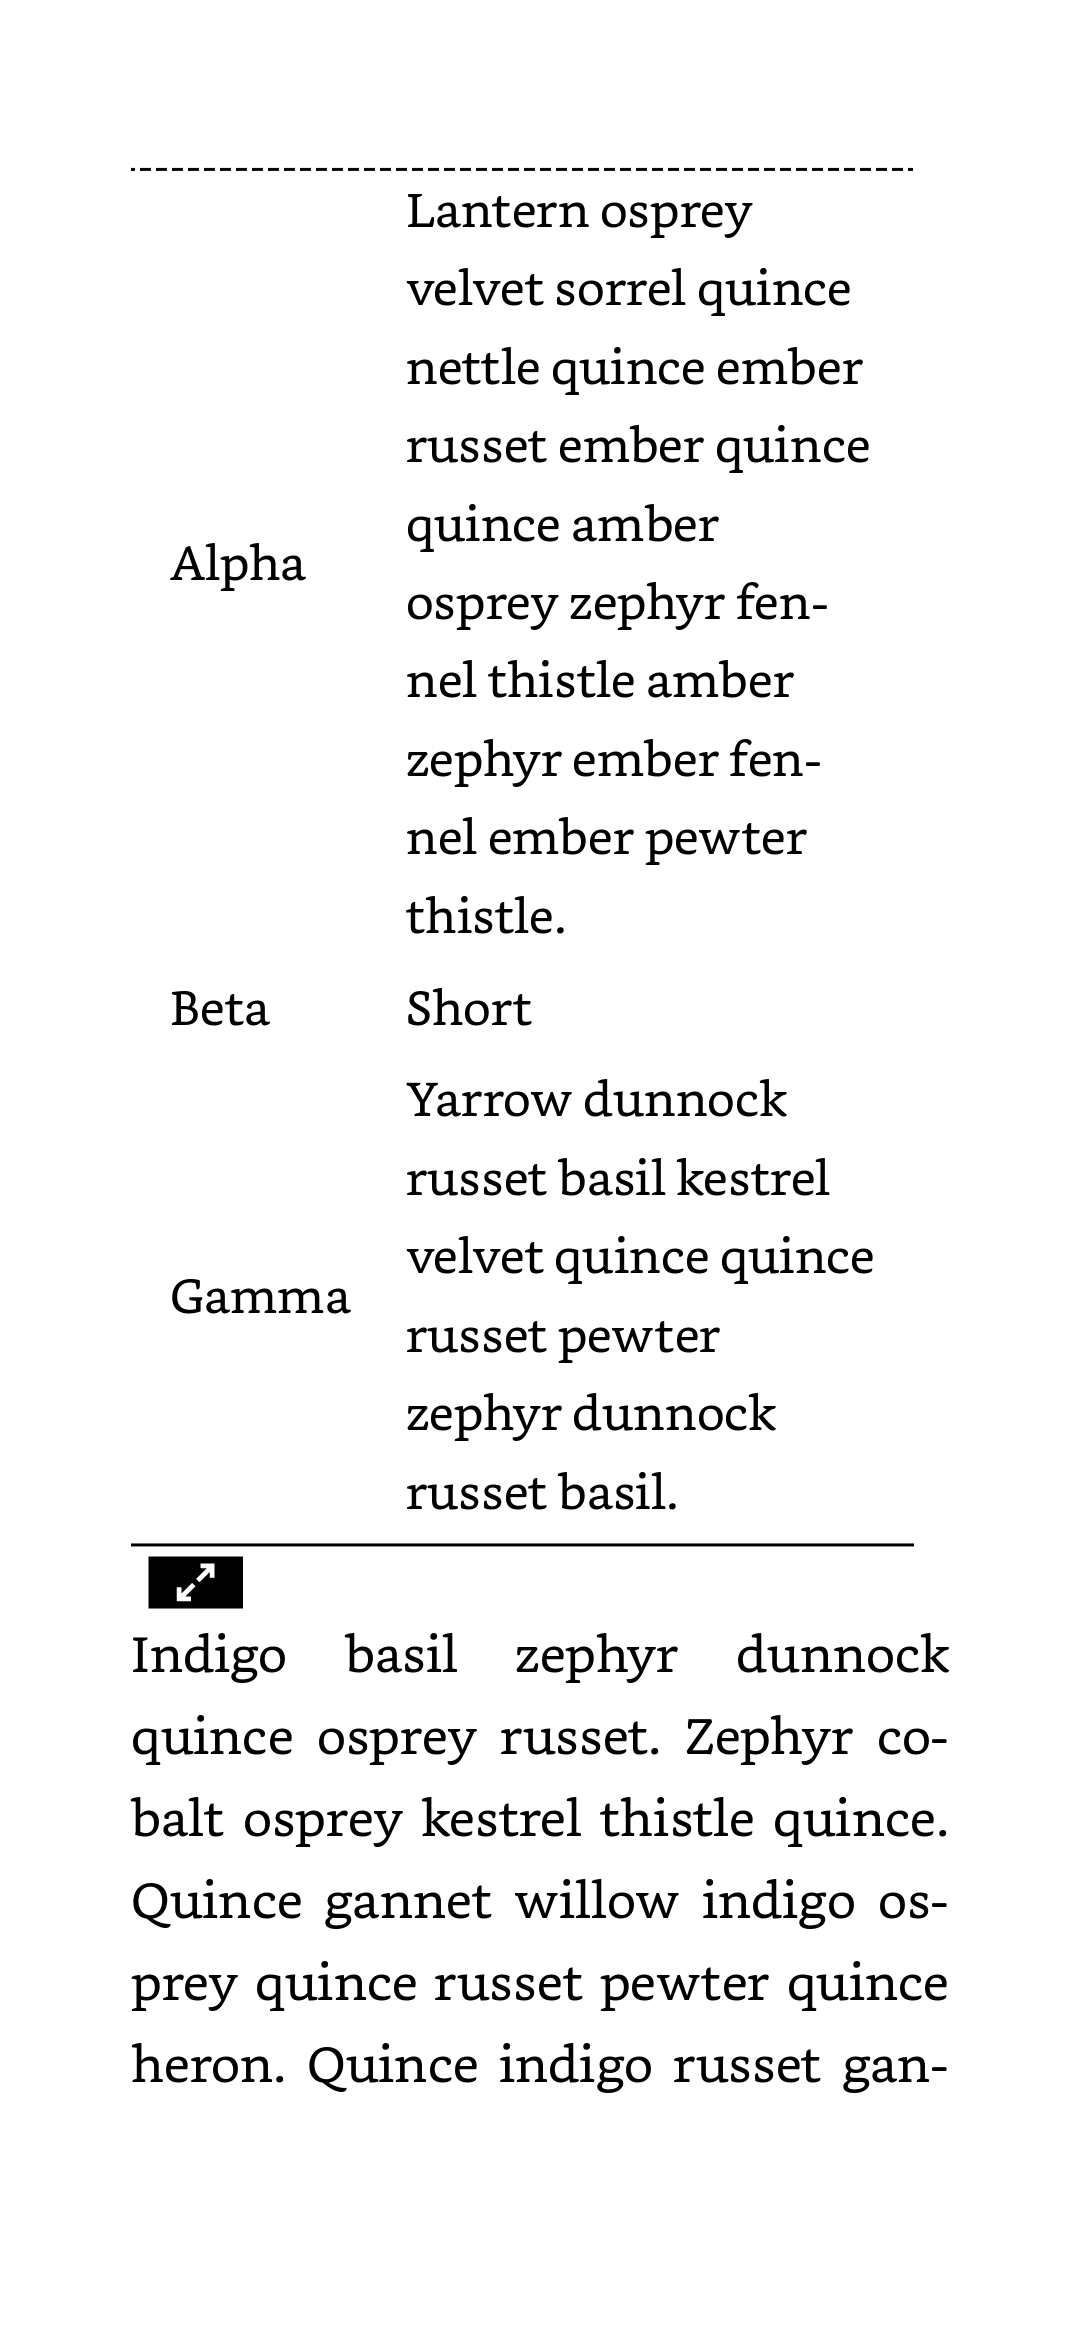 Lantern osprey
velvet sorrel quince
nettle quince ember
russet ember quince
quince amber
Alpha
osprey zephyr fen-
nel thistle amber
zephyr ember fen-
nel ember pewter
thistle.
Beta Short
Yarrow dunnock
russet basil kestrel
velvet quince quince
Gamma
russet pewter
zephyr dunnock
russet basil.
Indigo basil zephyr dunnock
quince osprey russet. Zephyr co-
balt osprey kestrel thistle quince.
Quince gannet willow indigo os-
prey quince russet pewter quince
heron. Quince indigo russet gan-